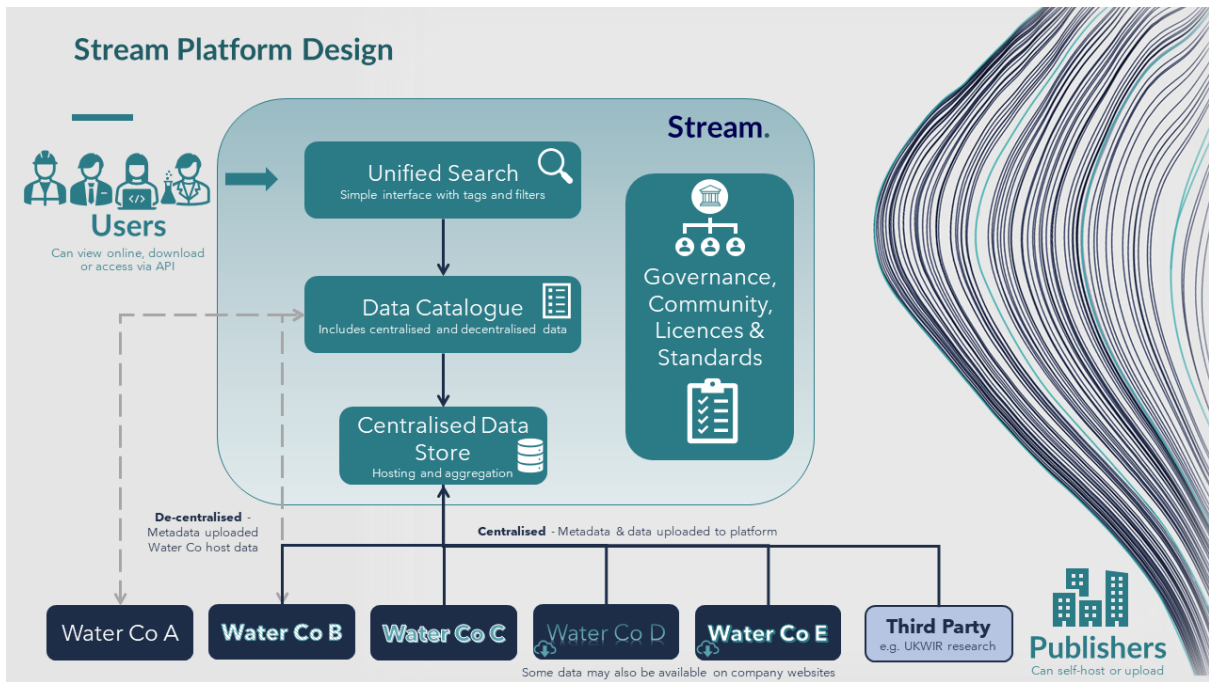 Stream Platform Design
Stream.
Unified Search
Simple interface with tags and filters
Users
Can view online, download
or access via API
Data Catalogue
Includes centralised and decentralised data
Governance,
Community,
Licences &
Standards
Centralised Data
Store
Hosting and aggregation
De-centralised -
Metadata uploaded
Water Co host data
Centralised - Metadata & data uploaded to platform
Water Co A
Water Co B
Water Co C
Water Co D
Water Co E
Third Party
e.g. UKWIR research
Some data may also be available on company websites
Publishers
Can self-host or upload